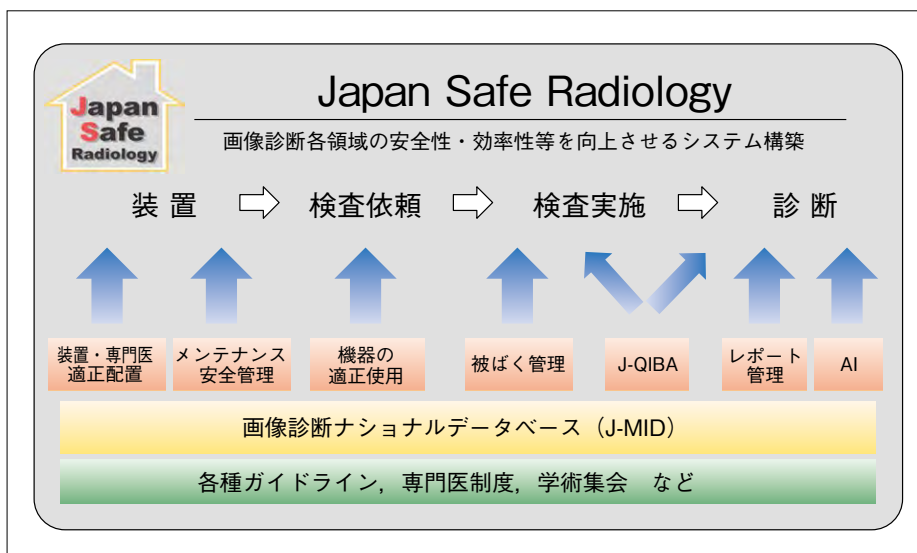 Japan
Safe
Radiology
Japan Safe Radiology
画像診断各領域の安全性・効率性等を向上させるシステム構築
装 置
検査依頼
検査実施
診 断
装置・専門医
適正配置
メンテナンス
安全管理
機器の
適正使用
被ばく管理
J-QIBA
レポート
管理
AI
画像診断ナショナルデータベース（J-MID）
各種ガイドライン，専門医制度，学術集会　など